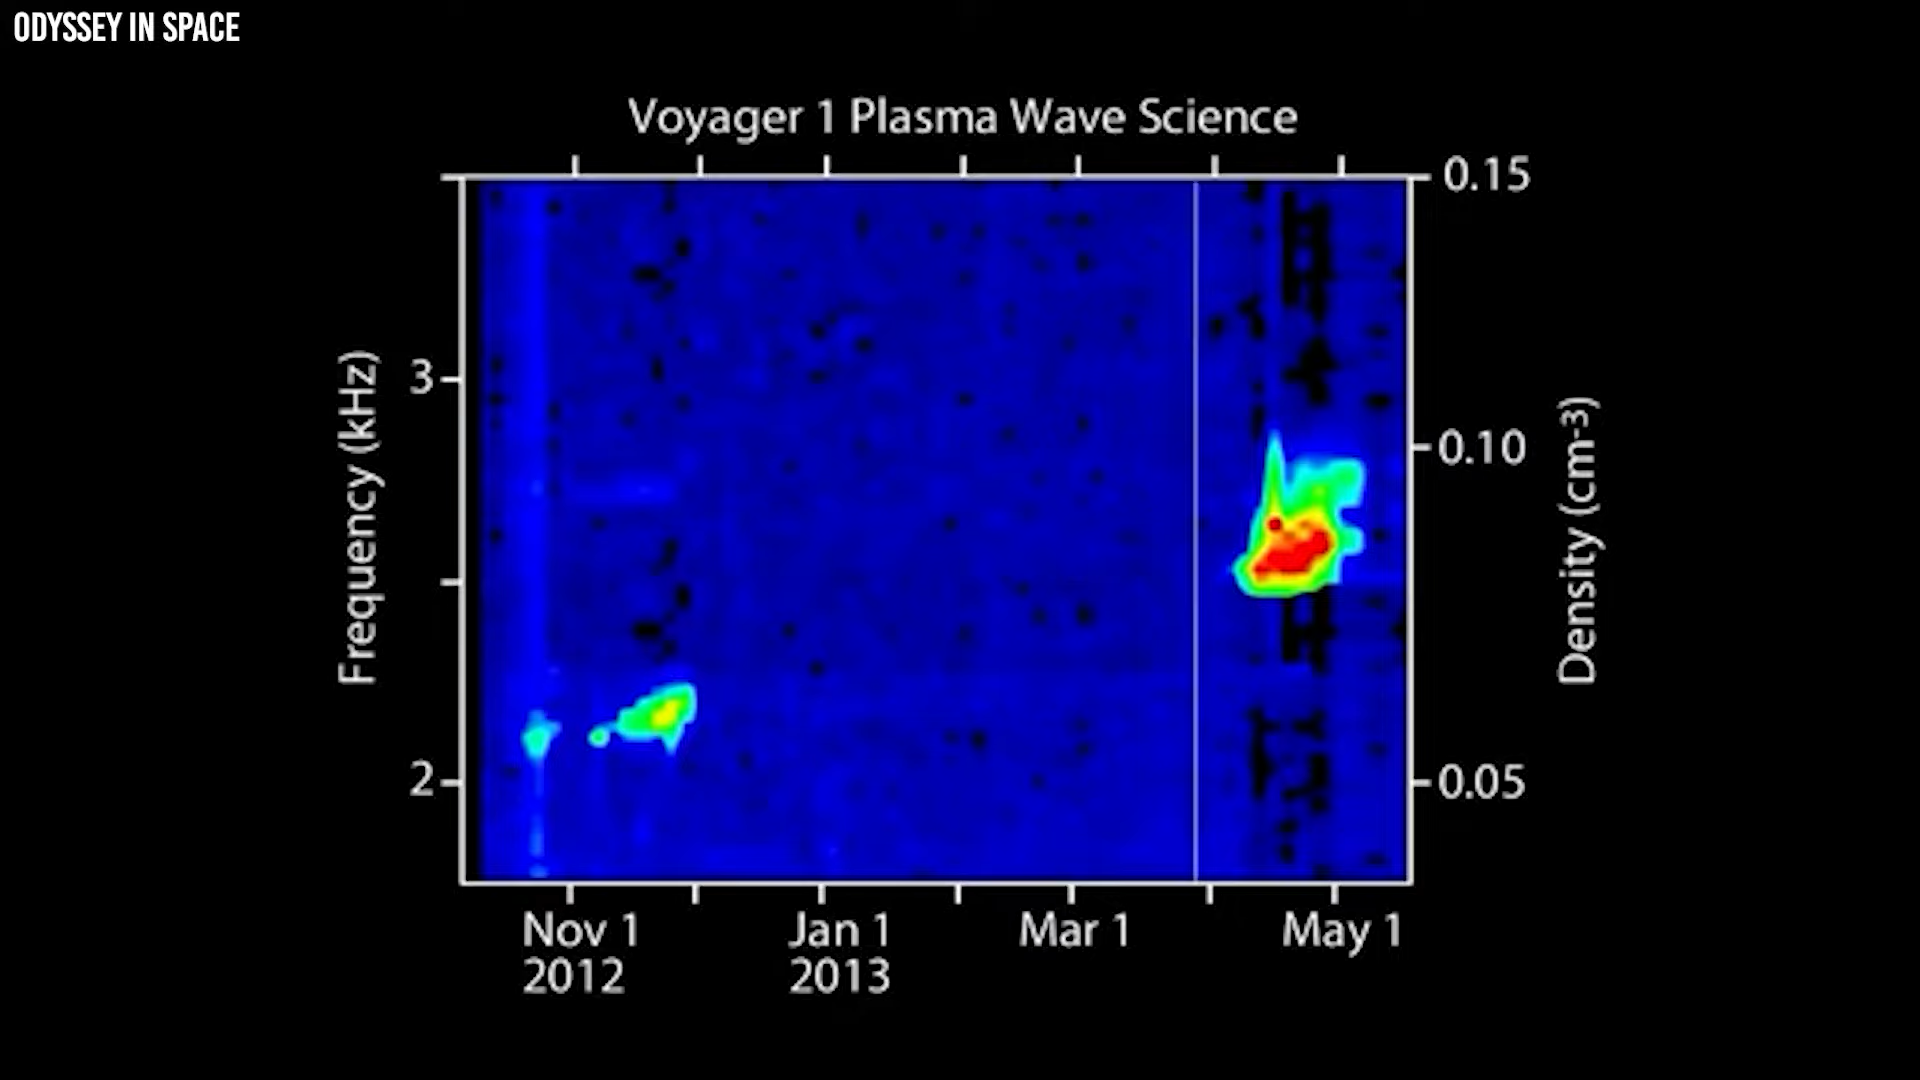 ODYSSEY IN SPACE
Voyager 1 Plasma Wave Science
0.15
3
0.10
Frequency (kHz)
Density (cm-3)
2
0.05
Nov 1
2012
Jan 1
2013
Mar 1
May 1